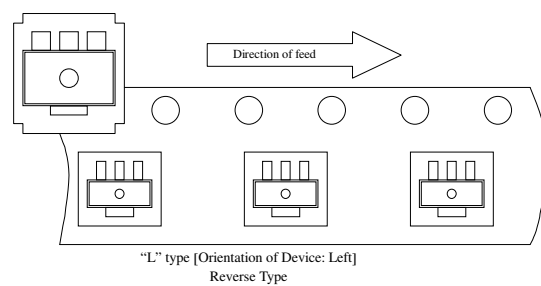 Direction of feed
“L” type [Orientation of Device: Left]
Reverse Type